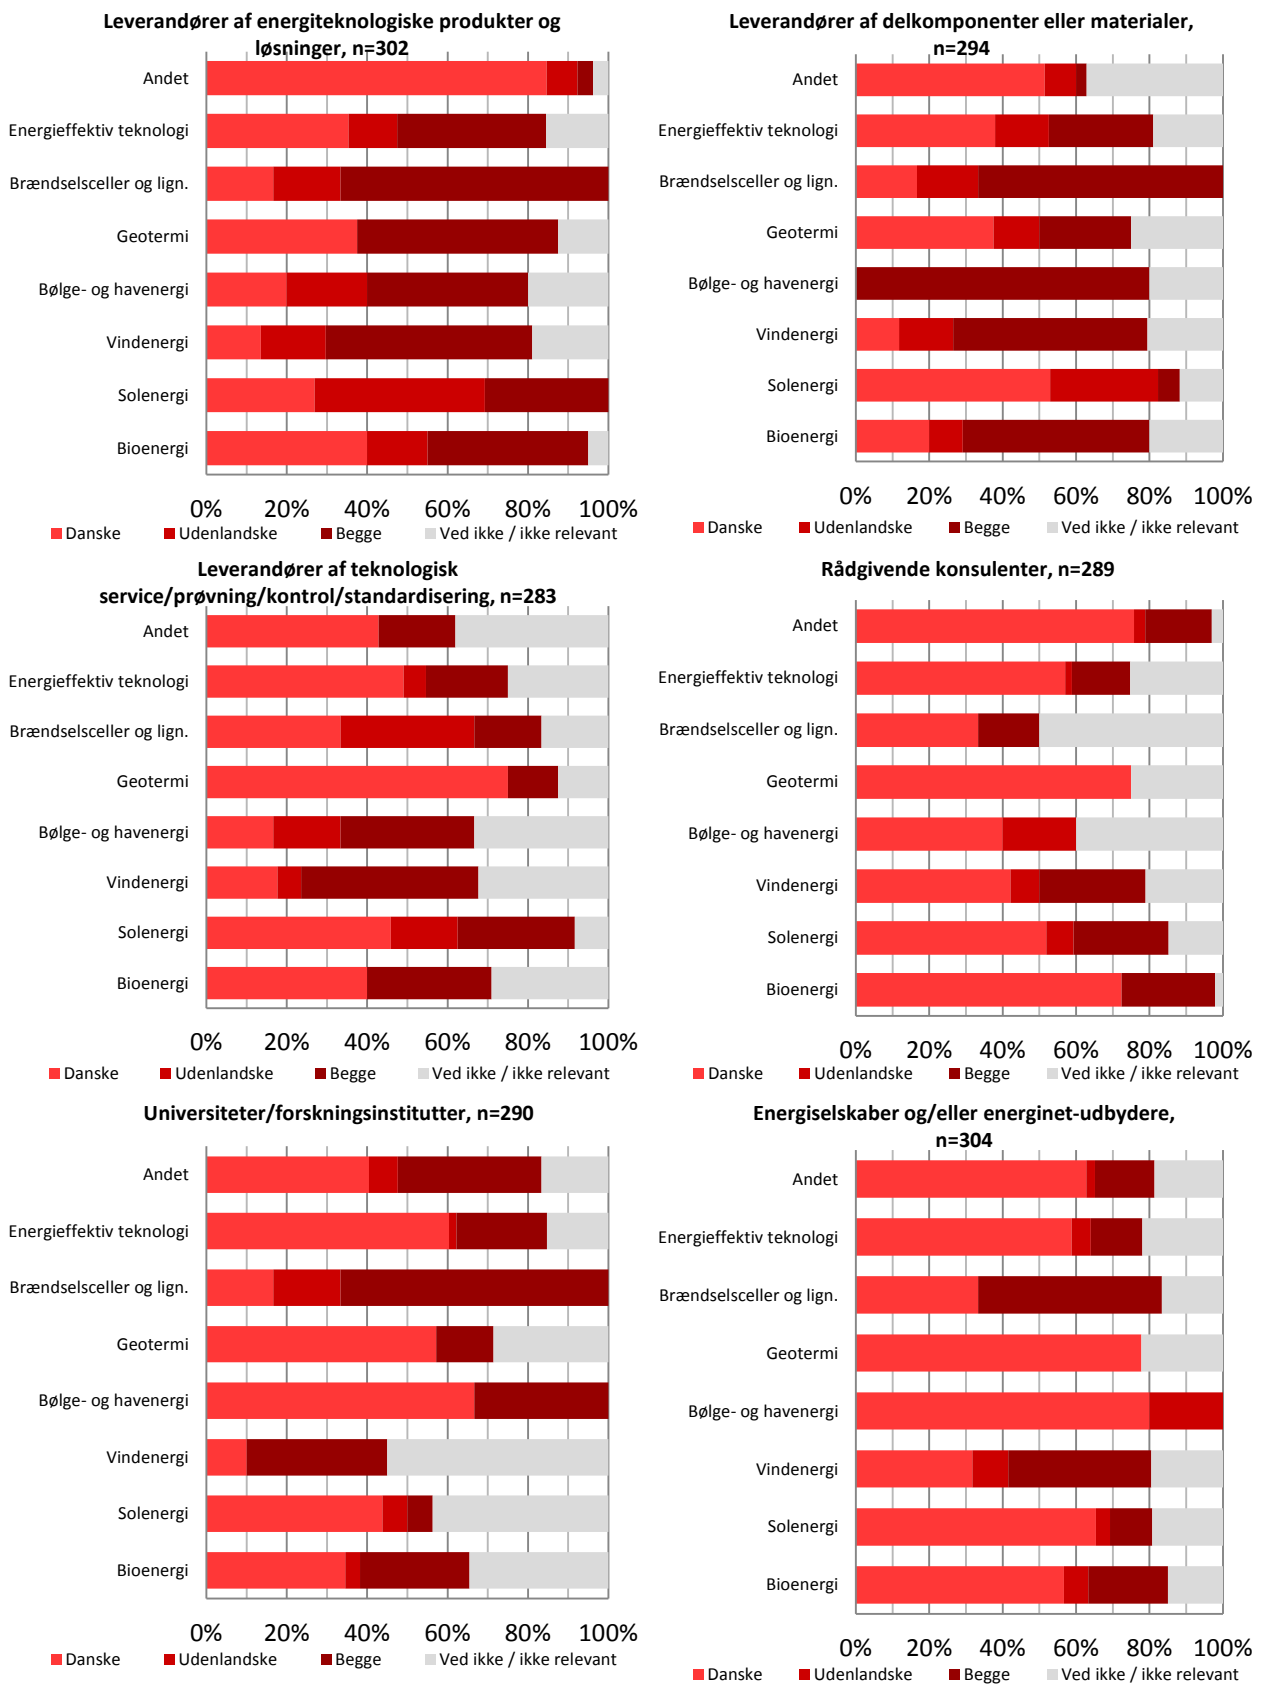 Leverandører af energiteknologiske produkter og
løsninger, n=302
Andet
Energieffektiv teknologi
Brændselsceller og lign.
Geotermi
Bølge- og havenergi
Vindenergi
Solenergi
Bioenergi
0% 20% 40% 60% 80% 100%
Danske Udenlandske Begge Ved ikke / ikke relevant
Leverandører af delkomponenter eller materialer,
n=294
Andet
Energieffektiv teknologi
Brændselsceller og lign.
Geotermi
Bølge- og havenergi
Vindenergi
Solenergi
Bioenergi
0% 20% 40% 60% 80% 100%
Danske Udenlandske Begge Ved ikke / ikke relevant
Leverandører af teknologisk
service/prøvning/kontrol/standardisering, n=283
Andet
Energieffektiv teknologi
Brændselsceller og lign.
Geotermi
Bølge- og havenergi
Vindenergi
Solenergi
Bioenergi
0% 20% 40% 60% 80% 100%
Danske Udenlandske Begge Ved ikke / ikke relevant
Rådgivende konsulenter, n=289
Andet
Energieffektiv teknologi
Brændselsceller og lign.
Geotermi
Bølge- og havenergi
Vindenergi
Solenergi
Bioenergi
0% 20% 40% 60% 80% 100%
Danske Udenlandske Begge Ved ikke / ikke relevant
Universiteter/forskningsinstitutter, n=290
Andet
Energieffektiv teknologi
Brændselsceller og lign.
Geotermi
Bølge- og havenergi
Vindenergi
Solenergi
Bioenergi
0% 20% 40% 60% 80% 100%
Danske Udenlandske Begge Ved ikke / ikke relevant
Energiselskaber og/eller energinet-udbydere,
n=304
Andet
Energieffektiv teknologi
Brændselsceller og lign.
Geotermi
Bølge- og havenergi
Vindenergi
Solenergi
Bioenergi
0% 20% 40% 60% 80% 100%
Danske Udenlandske Begge Ved ikke / ikke relevant